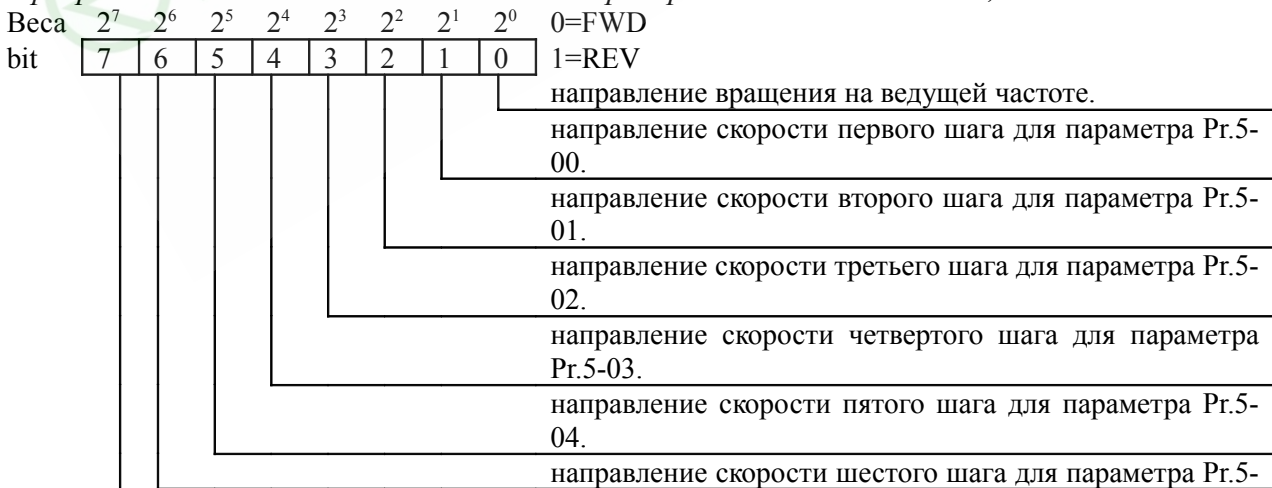 Веса 2⁷ 2⁶ 2⁵ 2⁴ 2³ 2² 2¹ 2⁰ 0=FWD
bit 7 6 5 4 3 2 1 0 1=REV
направление вращения на ведущей частоте.
направление скорости первого шага для параметра Pr.5-
00.
направление скорости второго шага для параметра Pr.5-
01.
направление скорости третьего шага для параметра Pr.5-
02.
направление скорости четвертого шага для параметра
Pr.5-03.
направление скорости пятого шага для параметра Pr.5-
04.
направление скорости шестого шага для параметра Pr.5-